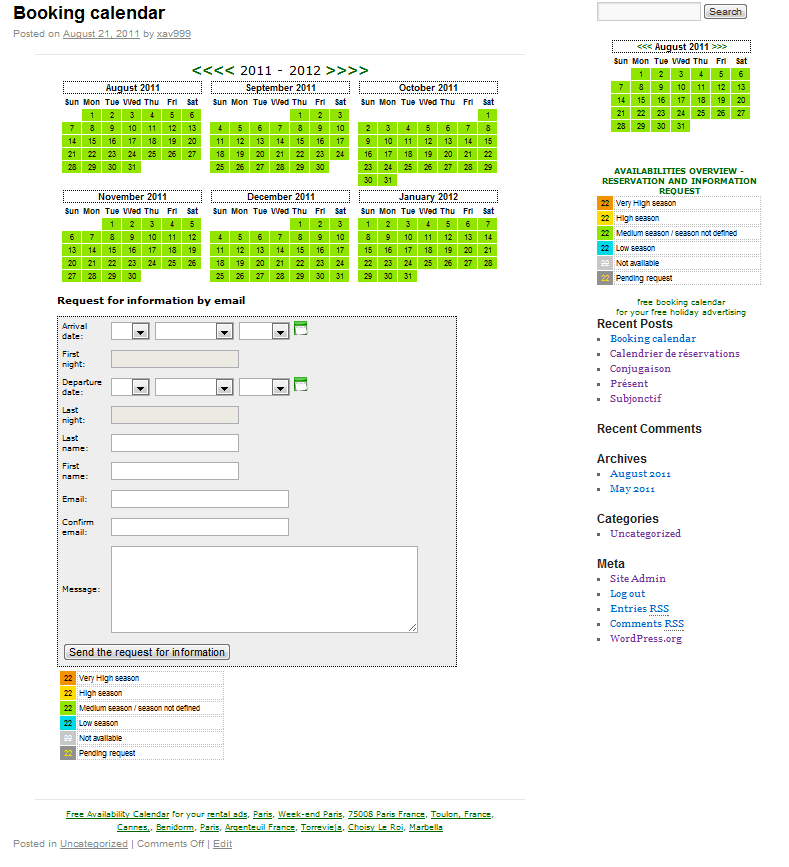 Booking calendar
Posted on August 21, 2011 by xav999
<<<< 2011 - 2012 >>>>
August 2011
Sun Mon Tue Wed Thu Fri Sat
1 2 3 4 5 6
7 8 9 10 11 12 13
14 15 16 17 18 19 20
21 22 23 24 25 26 27
28 29 30 31
September 2011
Sun Mon Tue Wed Thu Fri Sat
1 2 3
4 5 6 7 8 9 10
11 12 13 14 15 16 17
18 19 20 21 22 23 24
25 26 27 28 29 30
October 2011
Sun Mon Tue Wed Thu Fri Sat
1
2 3 4 5 6 7 8
9 10 11 12 13 14 15
16 17 18 19 20 21 22
23 24 25 26 27 28 29
30 31
November 2011
Sun Mon Tue Wed Thu Fri Sat
1 2 3 4 5
6 7 8 9 10 11 12
13 14 15 16 17 18 19
20 21 22 23 24 25 26
27 28 29 30
December 2011
Sun Mon Tue Wed Thu Fri Sat
1 2 3
4 5 6 7 8 9 10
11 12 13 14 15 16 17
18 19 20 21 22 23 24
25 26 27 28 29 30 31
January 2012
Sun Mon Tue Wed Thu Fri Sat
1 2 3 4 5 6 7
8 9 10 11 12 13 14
15 16 17 18 19 20 21
22 23 24 25 26 27 28
29 30 31
Request for information by email
Arrival
date:
First
night:
Departure
date:
Last
night:
Last
name:
First
name:
Email:
Confirm
email:
Message:
Send the request for information
22 Very High season
22 High season
22 Medium season / season not defined
22 Low season
22 Not available
22 Pending request
Free Availability Calendar for your rental ads, Paris, Week-end Paris, 75008 Paris France, Toulon, France,
Cannes,, Benidorm, Paris, Argenteuil France, Torrevieja, Choisy Le Roi, Marbella
Posted in Uncategorized | Comments Off | Edit
Search
<<< August 2011 >>>
Sun Mon Tue Wed Thu Fri Sat
1 2 3 4 5 6
7 8 9 10 11 12 13
14 15 16 17 18 19 20
21 22 23 24 25 26 27
28 29 30 31
AVAILABILITIES OVERVIEW -
RESERVATION AND INFORMATION
REQUEST
22 Very High season
22 High season
22 Medium season / season not defined
22 Low season
22 Not available
22 Pending request
free booking calendar
for your free holiday advertising
Recent Posts
Booking calendar
Calendrier de réservations
Conjugaison
Présent
Subjonctif
Recent Comments
Archives
August 2011
May 2011
Categories
Uncategorized
Meta
Site Admin
Log out
Entries RSS
Comments RSS
WordPress.org